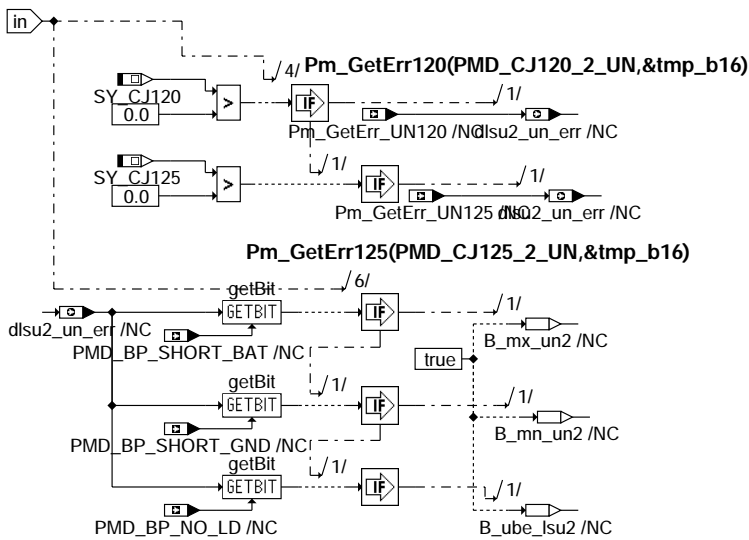 in
Pm_GetErr120(PMD_CJ120_2_UN,&tmp_b16)
/4/
1/
SY_CJ120
0.0
>
IF
Pm_GetErr_UN120 /NC
dlsu2_un_err /NC
/1/
1/
SY_CJ125
0.0
>
IF
Pm_GetErr_UN125 /NC
dlsu2_un_err /NC
Pm_GetErr125(PMD_CJ125_2_UN,&tmp_b16)
/6/
getBit
GETBIT
IF
/1/
dlsu2_un_err /NC
PMD_BP_SHORT_BAT /NC
B_mx_un2 /NC
true
/1/
getBit
GETBIT
IF
/1/
PMD_BP_SHORT_GND /NC
B_mn_un2 /NC
/1/
getBit
GETBIT
IF
/1/
PMD_BP_NO_LD /NC
B_ube_lsu2 /NC